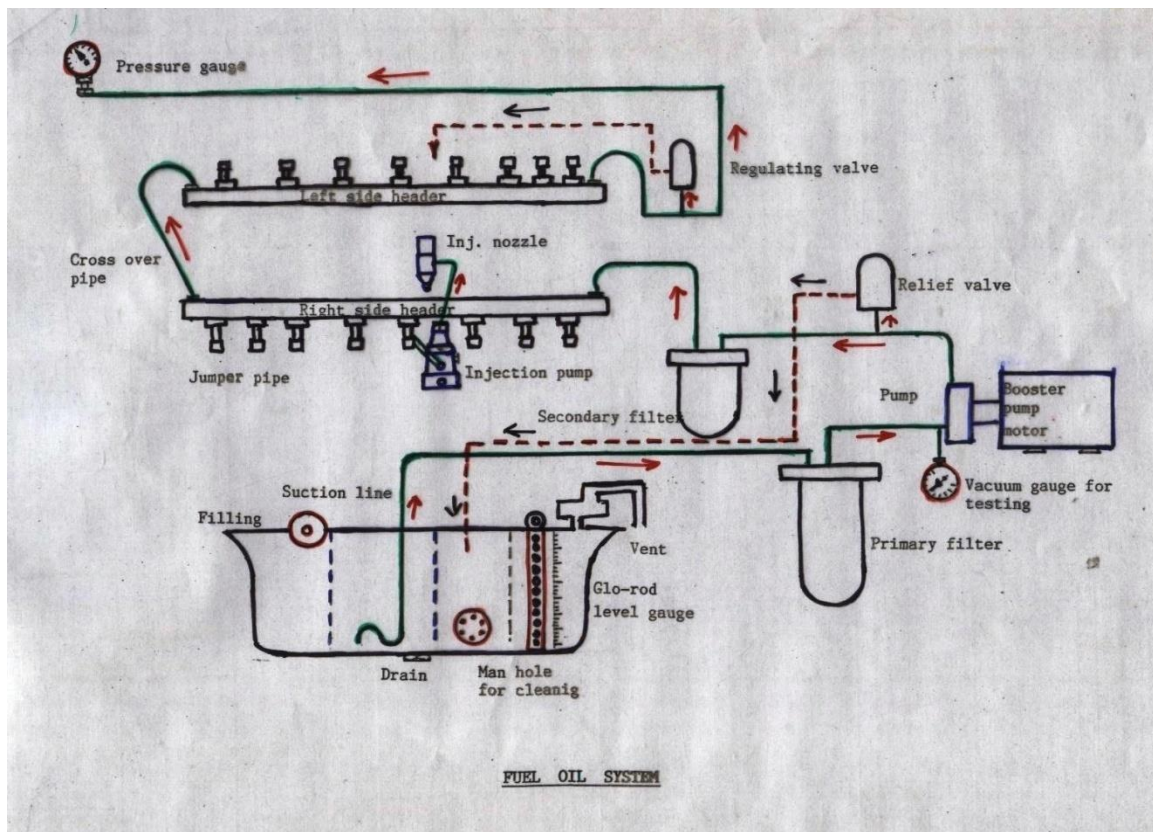 Pressure gauge
Regulating valve
Left side header
Inj. nozzle
Cross over
pipe
Relief valve
Right side header
Jumper pipe
Injection pump
Pump
Booster
pump
motor
Secondary filter
Suction line
Vacuum gauge for
testing
Filling
Vent
Primary filter
Glo-rod
level gauge
Drain
Man hole
for cleanig
FUEL OIL SYSTEM